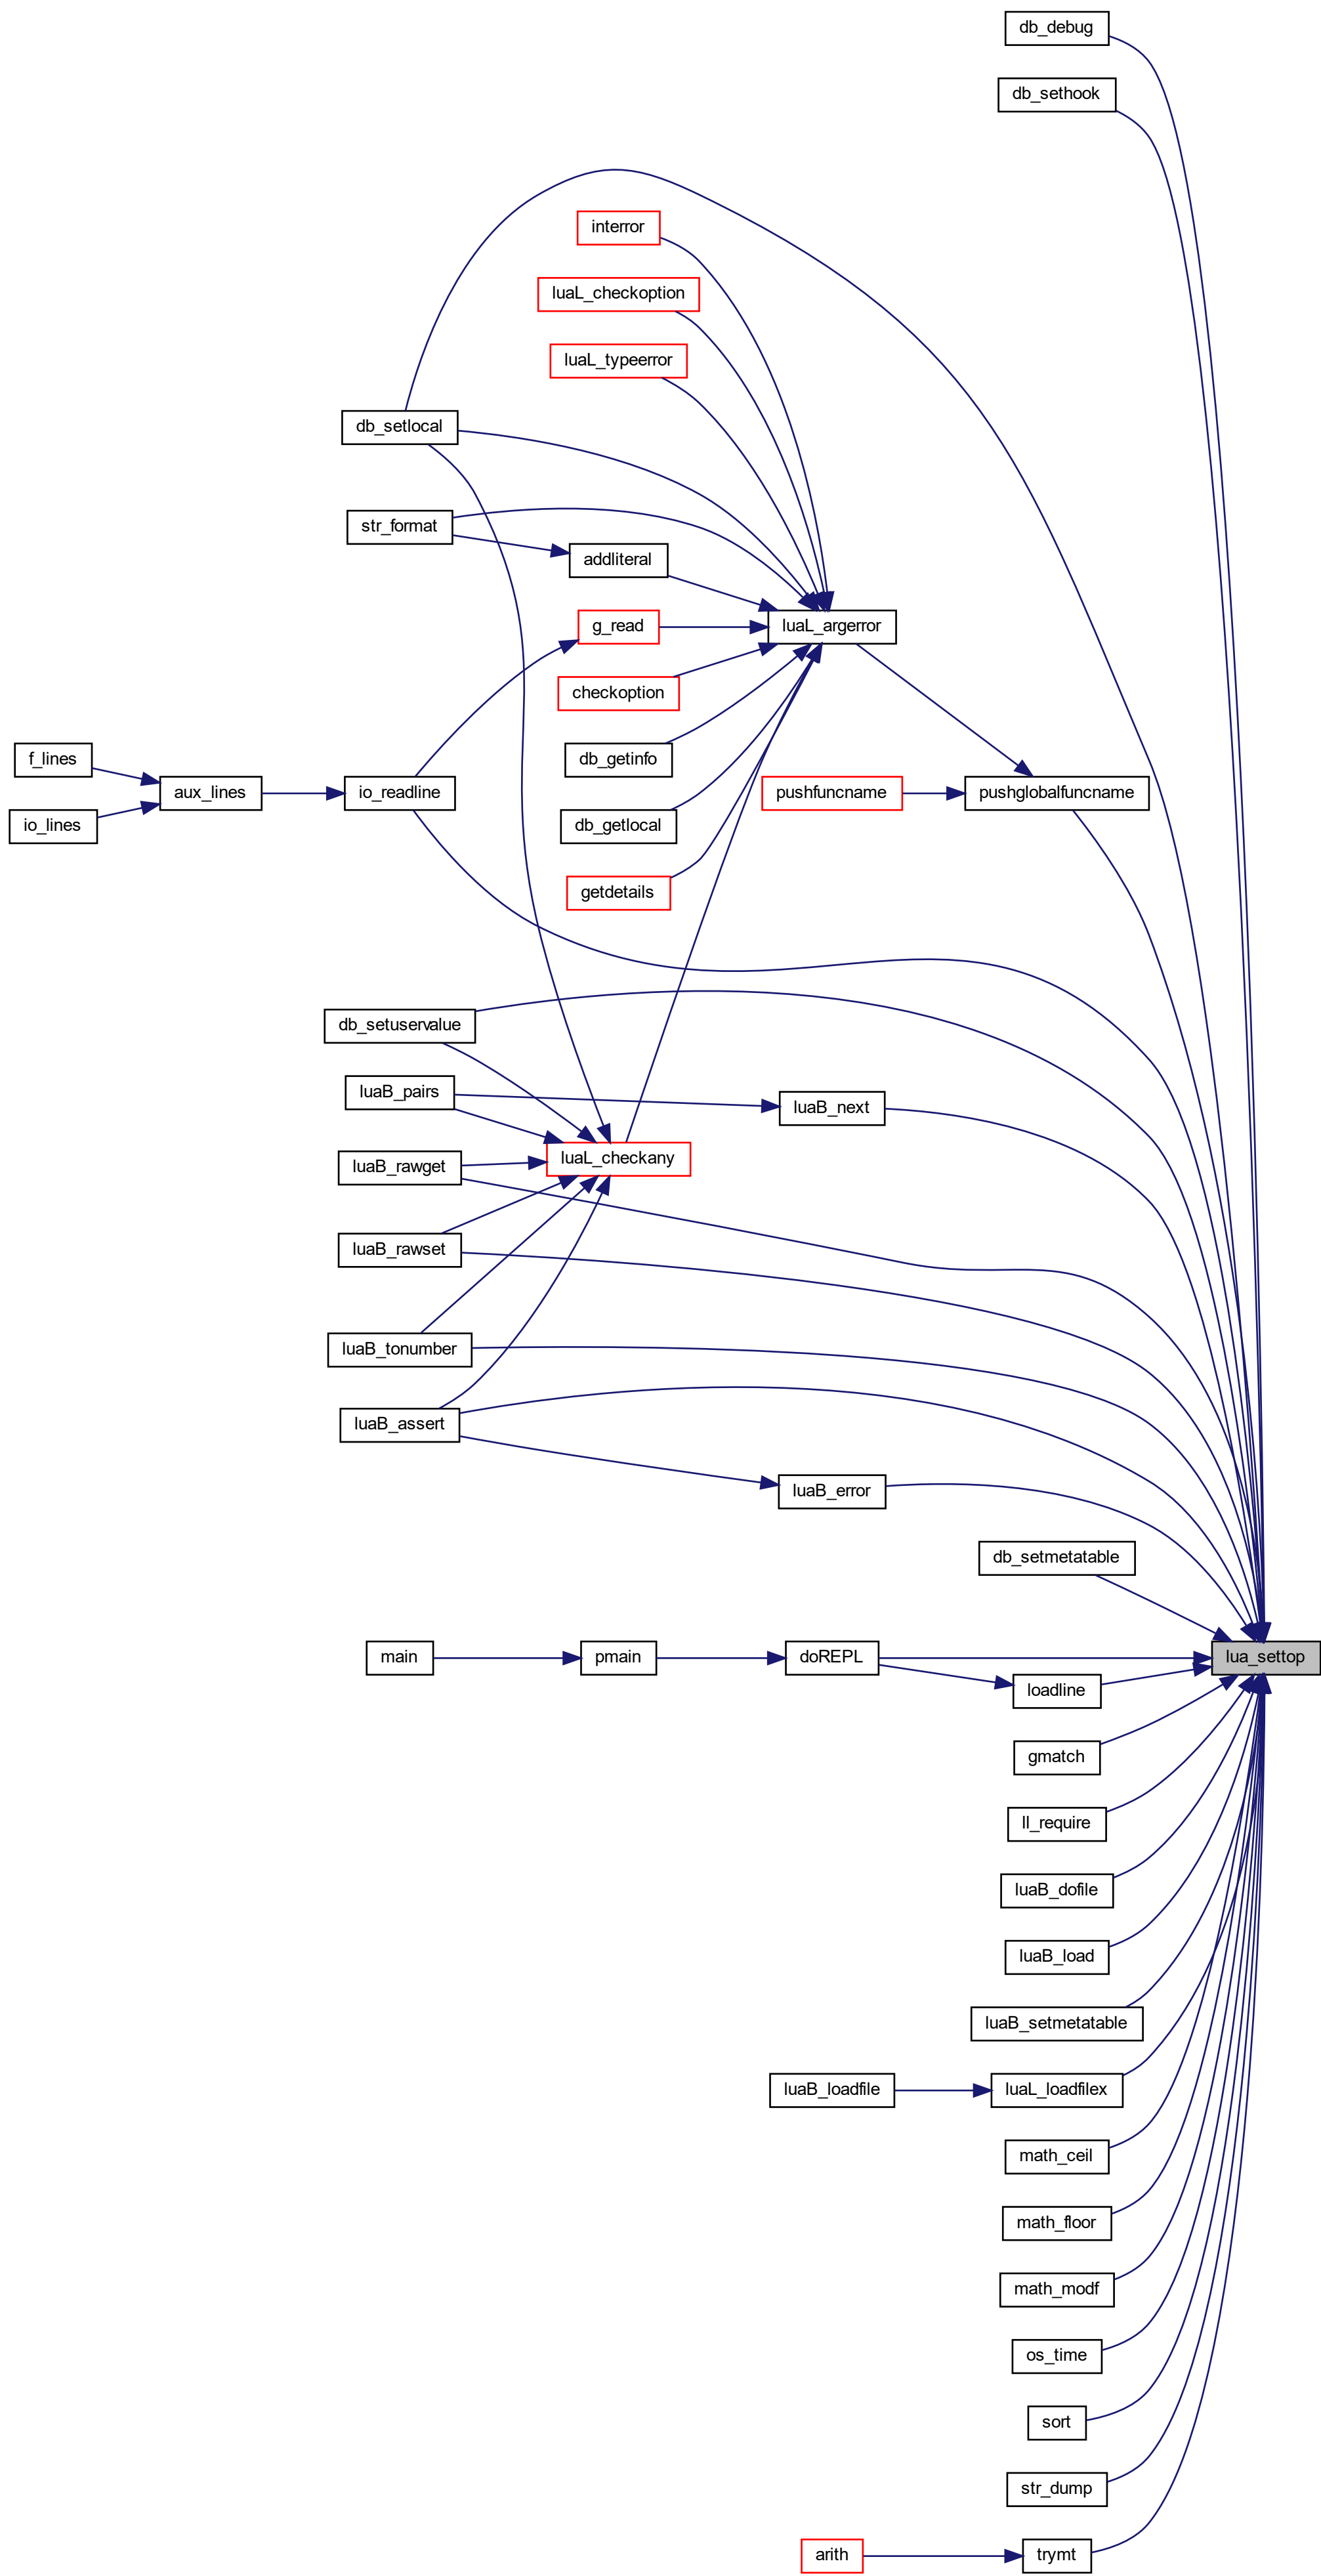 db_debug
db_sethook
interror
luaL_checkoption
luaL_typeerror
db_setlocal
str_format
addliteral
g_read
luaL_argerror
checkoption
db_getinfo
f_lines
aux_lines
io_readline
pushfuncname
pushglobalfuncname
io_lines
db_getlocal
getdetails
db_setuservalue
luaB_pairs
luaB_next
luaB_rawget
luaL_checkany
luaB_rawset
luaB_tonumber
luaB_assert
luaB_error
db_setmetatable
main
pmain
doREPL
lua_settop
loadline
gmatch
ll_require
luaB_dofile
luaB_load
luaB_setmetatable
luaB_loadfile
luaL_loadfilex
math_ceil
math_floor
math_modf
os_time
sort
str_dump
arith
trymt